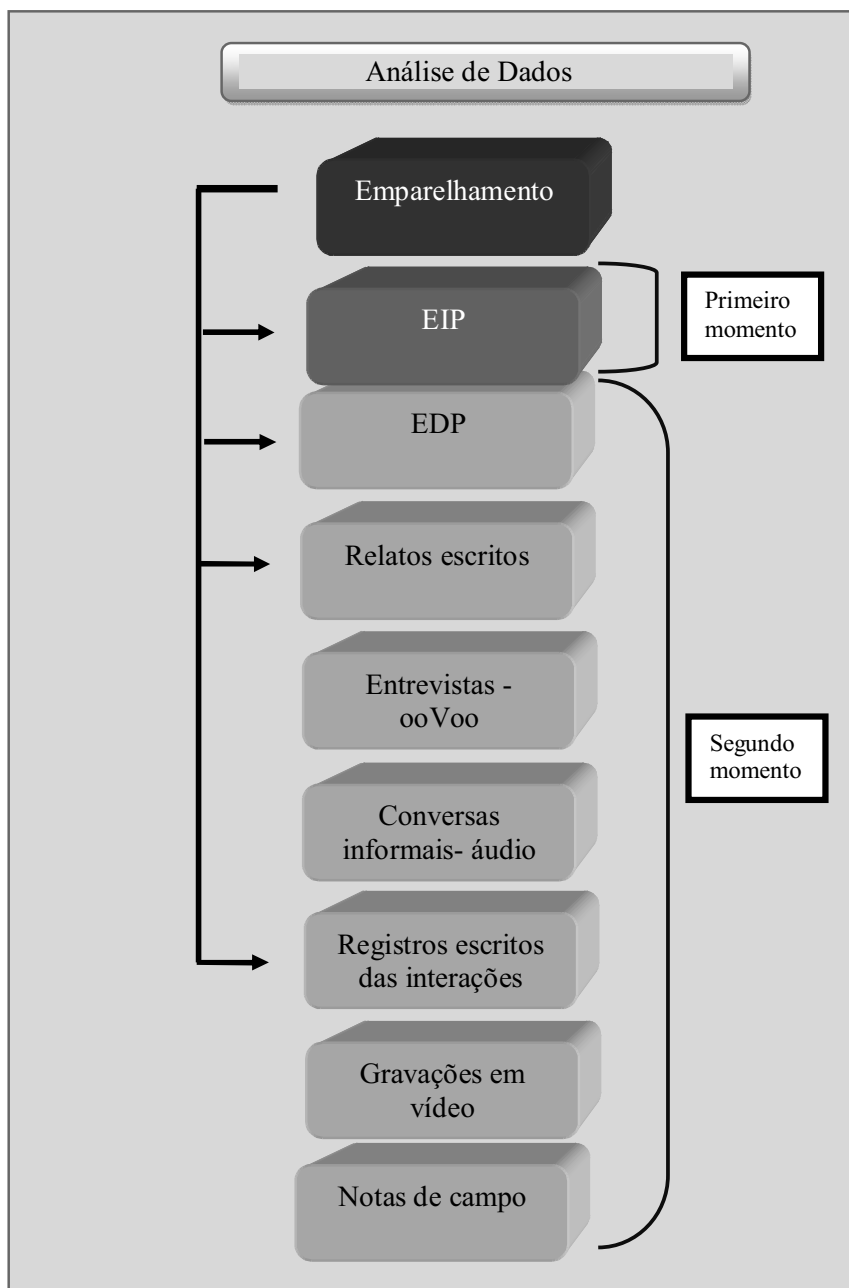 Análise de Dados
Emparelhamento
EIP
Primeiro
momento
EDP
Relatos escritos
Entrevistas -
ooVoo
Segundo
momento
Conversas
informais- áudio
Registros escritos
das interações
Gravações em
vídeo
Notas de campo